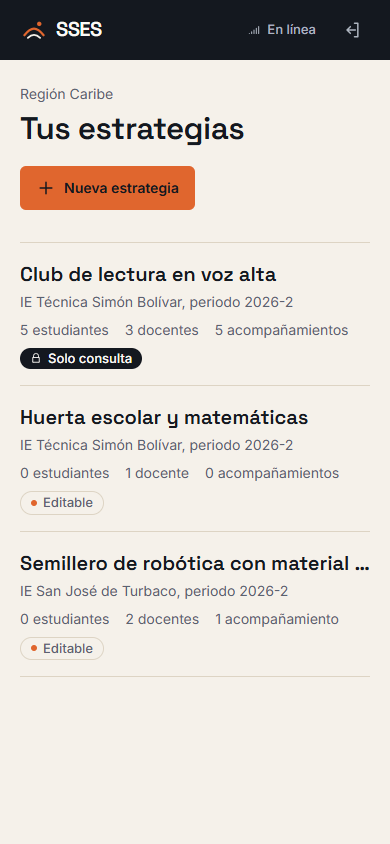 SSES
En línea
Región Caribe
Tus estrategias
Nueva estrategia
Club de lectura en voz alta
IE Técnica Simón Bolívar, periodo 2026-2
5 estudiantes 3 docentes 5 acompañamientos
Solo consulta
Huerta escolar y matemáticas
IE Técnica Simón Bolívar, periodo 2026-2
0 estudiantes 1 docente 0 acompañamientos
Editable
Semillero de robótica con material ...
IE San José de Turbaco, periodo 2026-2
0 estudiantes 2 docentes 1 acompañamiento
Editable